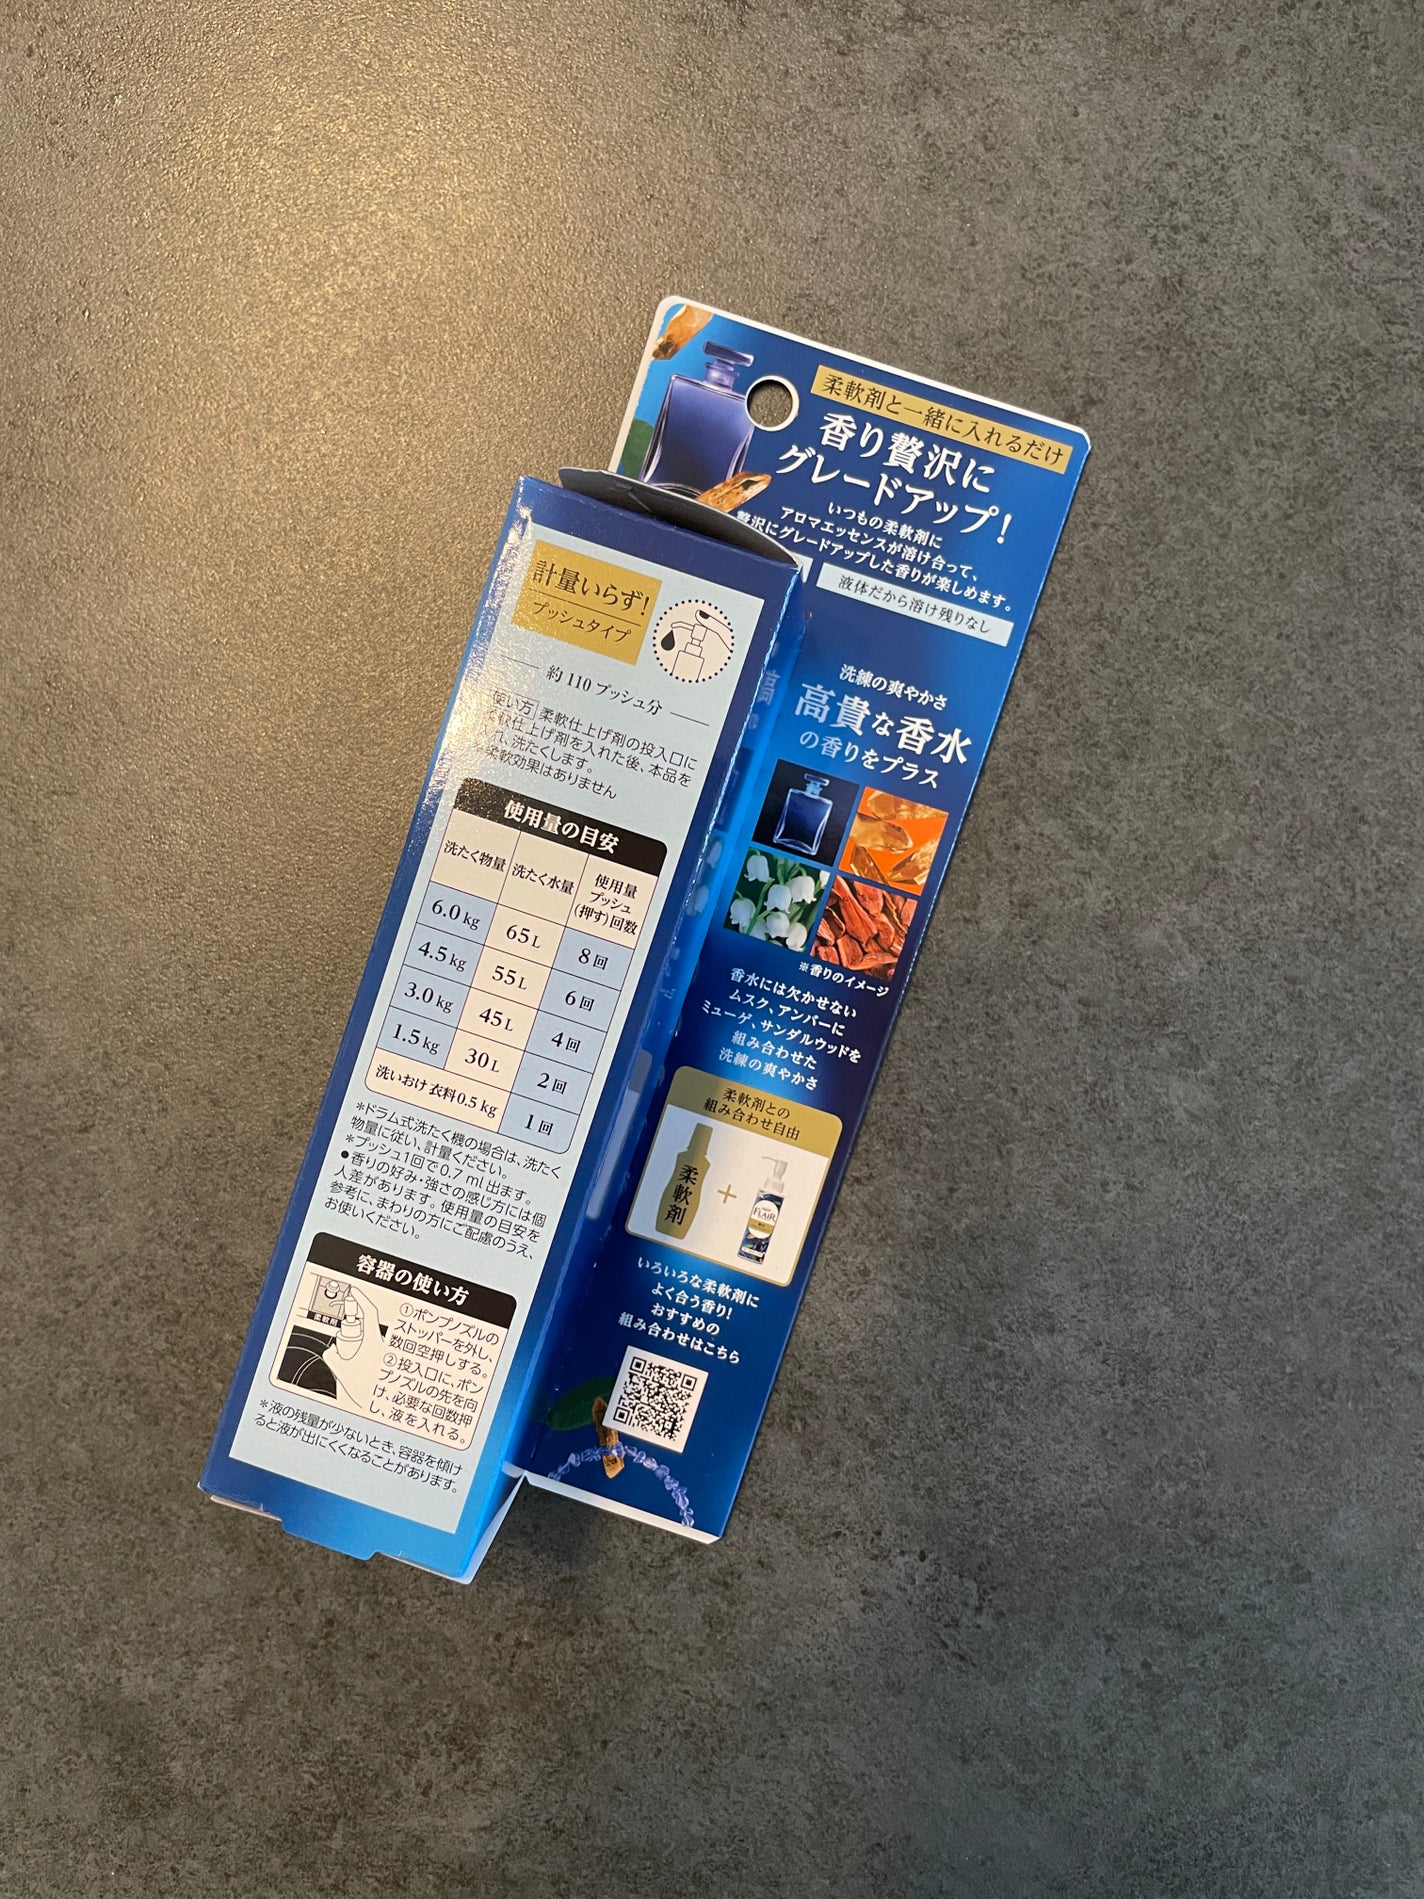 柔軟剤と一緒に入れるだけ
香り贅沢に
グレードアップ!
いつもの柔軟剤に
アロマエッセンスが溶け合って、
贅沢にグレードアップした香りが楽しめます。
液体だから溶け残りなし
洗練の爽やかさ
高貴な香水
の香りをプラス
※香りのイメージ
香水には欠かせない
ムスク、アンバーに
ミューゲ、サンダルウッドを
組み合わせた
洗練の爽やかさ
柔軟剤との
組み合わせ自由
柔軟剤
+
FLAIR
いろいろな柔軟剤に
よく合う香り!
おすすめの
組み合わせはこちら
計量いらず!
プッシュタイプ
約110プッシュ分
使い方 柔軟仕上げ剤の投入口に
柔軟仕上げ剤を入れた後、本品を
入れ、洗たくします。
柔軟効果はありません
使用量の目安
洗たく物量 洗たく水量 使用量
プッシュ
(押す)回数
6.0kg 65L 8回
4.5kg 55L 6回
3.0kg 45L 4回
1.5kg 30L 2回
洗いおけ 衣料0.5kg 1回
*ドラム式洗たく機の場合は、洗たく
物量に従い、計量ください。
*プッシュ1回で0.7ml出ます。
●香りの好み・強さの感じ方には個
人差があります。使用量の目安を
参考に、まわりの方にご配慮のうえ、
お使いください。
容器の使い方
柔軟剤
①ポンプノズルの
ストッパーを外し、
数回空押しする。
②投入口に、ポン
プノズルの先を向
け、必要な回数押
し、液を入れる。
*液の残量が少ないとき、容器を傾け
ると液が出にくくなることがあります。